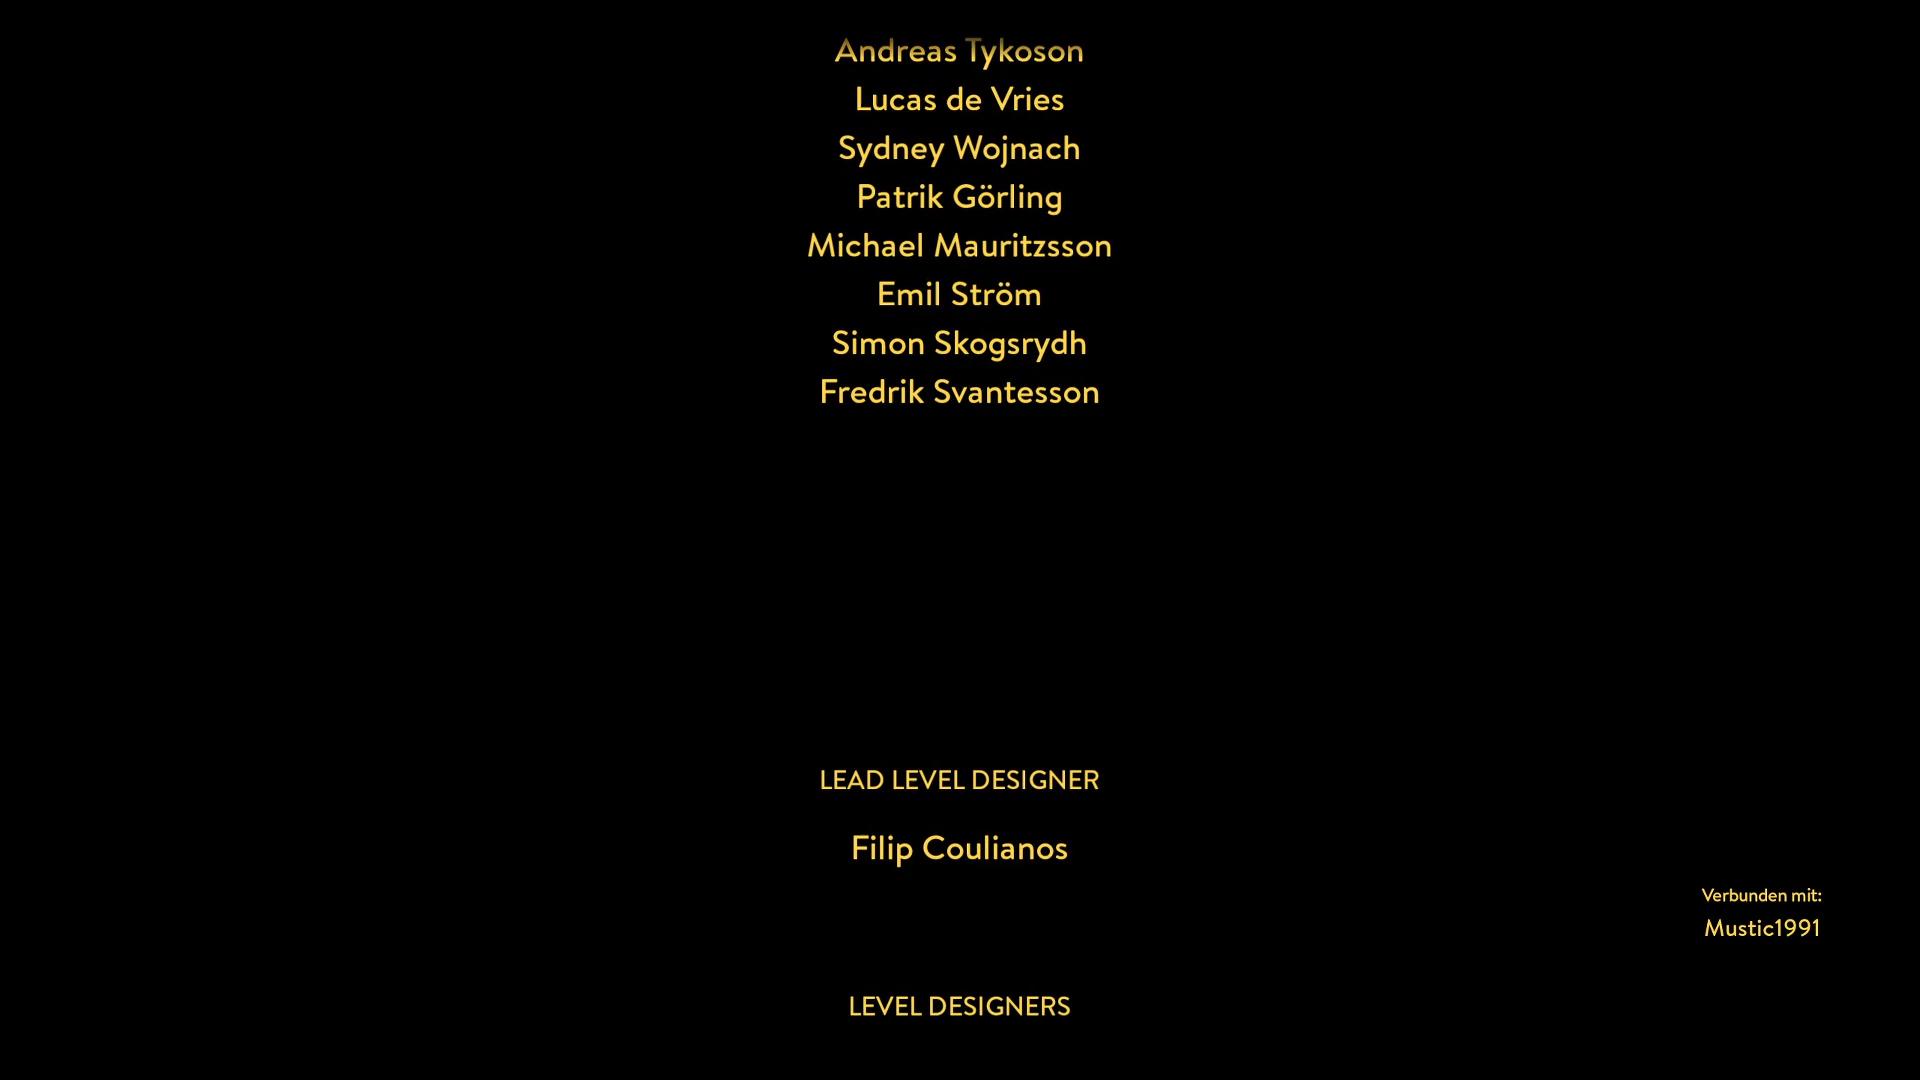 Andreas Tykoson
Lucas de Vries
Sydney Wojnach
Patrik Görling
Michael Mauritzsson
Emil Ström
Simon Skogsrydh
Fredrik Svantesson
LEAD LEVEL DESIGNER
Filip Coulianos
Verbunden mit:
Mustic1991
LEVEL DESIGNERS